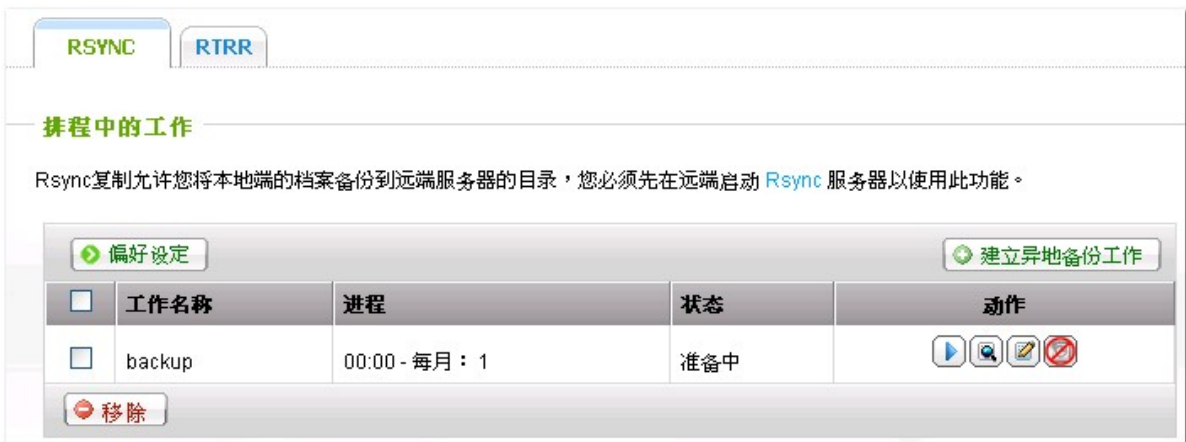 RSYNC RTRR
排程中的工作
Rsync复制允许您将本地端的档案备份到远端服务器的目录，您必须先在远端启动 Rsync 服务器以使用此功能。
偏好设定 建立异地备份工作
工作名称 进程 状态 动作
backup 00:00 - 每月： 1 准备中
移除